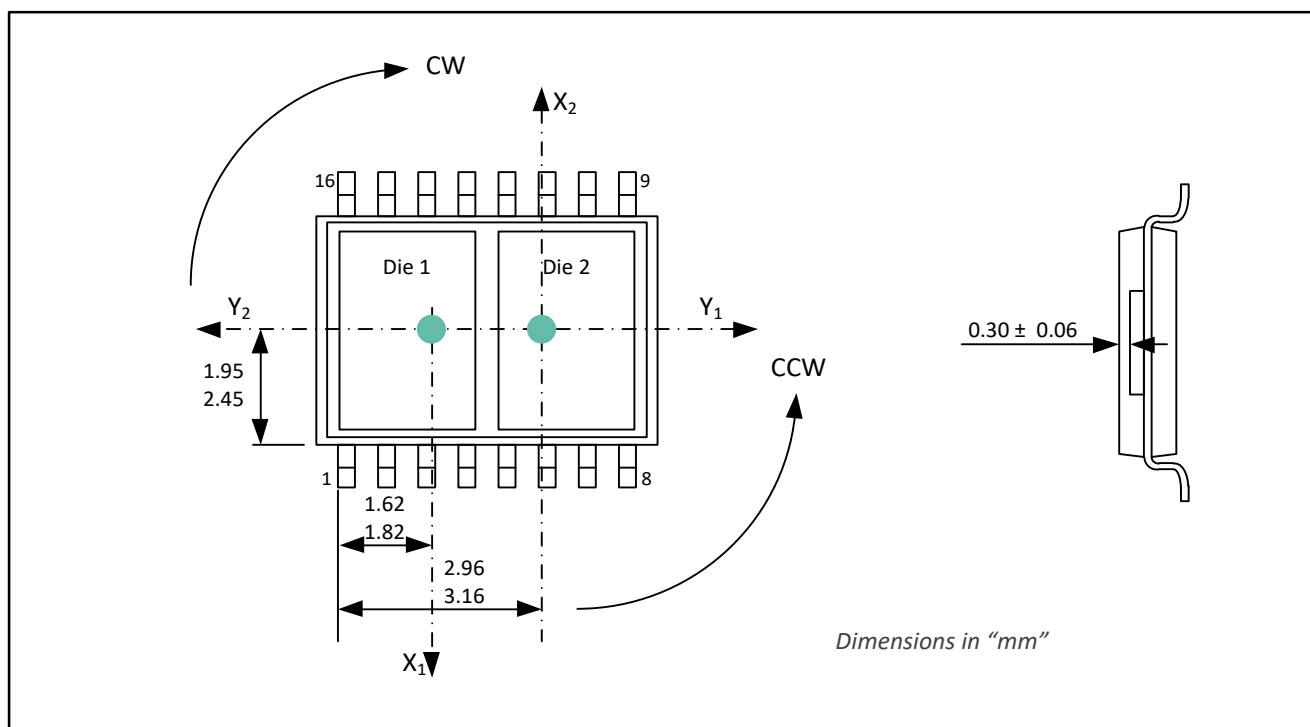 CW
X2
16
9
Die 1
Die 2
Y2
Y1
0.30 ± 0.06
1.95
2.45
CCW
1
8
1.62
1.82
2.96
3.16
Dimensions in “mm”
X1